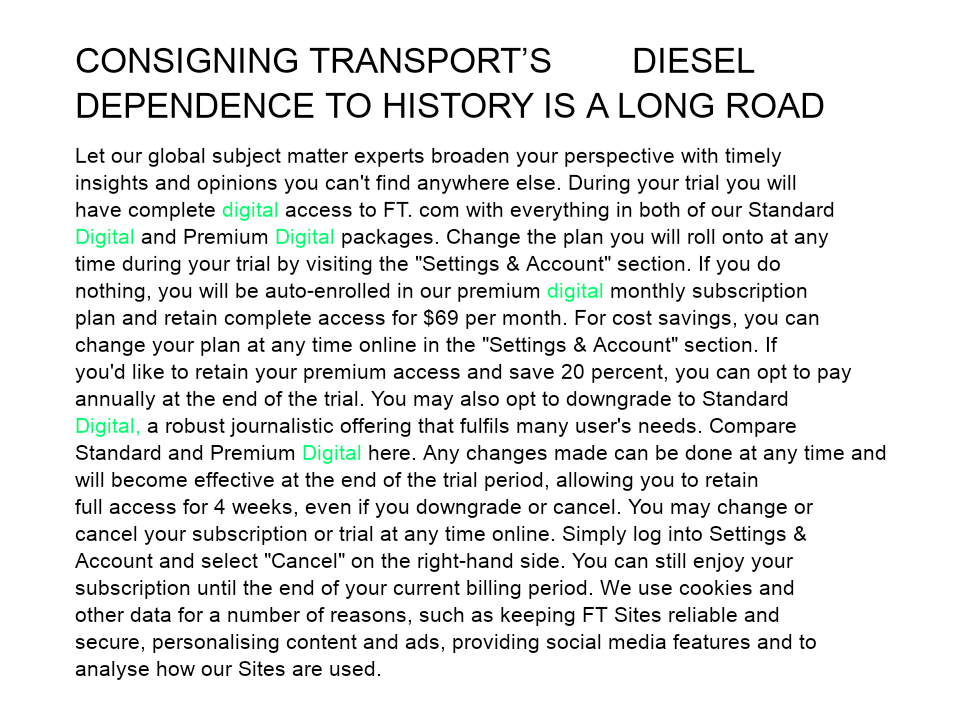 CONSIGNING TRANSPORT’S DIESEL
DEPENDENCE TO HISTORY IS A LONG ROAD
Let our global subject matter experts broaden your perspective with timely
insights and opinions you can't find anywhere else. During your trial you will
have complete digital access to FT. com with everything in both of our Standard
Digital and Premium Digital packages. Change the plan you will roll onto at any
time during your trial by visiting the "Settings & Account" section. If you do
nothing, you will be auto-enrolled in our premium digital monthly subscription
plan and retain complete access for $69 per month. For cost savings, you can
change your plan at any time online in the "Settings & Account" section. If
you'd like to retain your premium access and save 20 percent, you can opt to pay
annually at the end of the trial. You may also opt to downgrade to Standard
Digital, a robust journalistic offering that fulfils many user's needs. Compare
Standard and Premium Digital here. Any changes made can be done at any time and
will become effective at the end of the trial period, allowing you to retain
full access for 4 weeks, even if you downgrade or cancel. You may change or
cancel your subscription or trial at any time online. Simply log into Settings &
Account and select "Cancel" on the right-hand side. You can still enjoy your
subscription until the end of your current billing period. We use cookies and
other data for a number of reasons, such as keeping FT Sites reliable and
secure, personalising content and ads, providing social media features and to
analyse how our Sites are used.